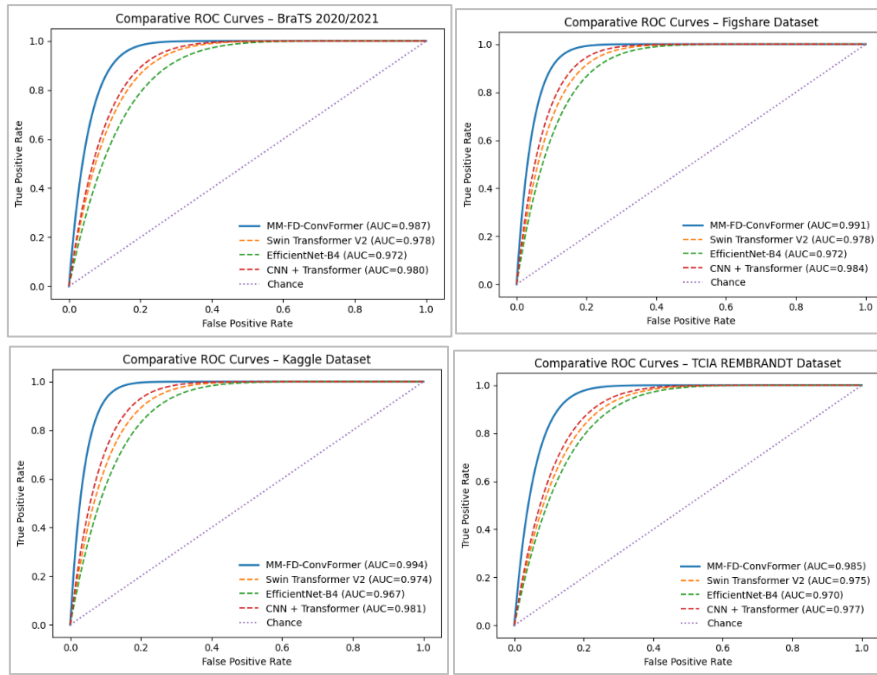 Comparative ROC Curves – BraTS 2020/2021
True Positive Rate
1.0
0.8
0.6
0.4
0.2
0.0
MM-FD-ConvFormer (AUC=0.987)
Swin Transformer V2 (AUC=0.978)
EfficientNet-B4 (AUC=0.972)
CNN + Transformer (AUC=0.980)
Chance
0.0 0.2 0.4 0.6 0.8 1.0
False Positive Rate
Comparative ROC Curves – Figshare Dataset
True Positive Rate
1.0
0.8
0.6
0.4
0.2
0.0
MM-FD-ConvFormer (AUC=0.991)
Swin Transformer V2 (AUC=0.978)
EfficientNet-B4 (AUC=0.972)
CNN + Transformer (AUC=0.984)
Chance
0.0 0.2 0.4 0.6 0.8 1.0
False Positive Rate
Comparative ROC Curves – Kaggle Dataset
True Positive Rate
1.0
0.8
0.6
0.4
0.2
0.0
MM-FD-ConvFormer (AUC=0.994)
Swin Transformer V2 (AUC=0.974)
EfficientNet-B4 (AUC=0.967)
CNN + Transformer (AUC=0.981)
Chance
0.0 0.2 0.4 0.6 0.8 1.0
False Positive Rate
Comparative ROC Curves – TCIA REMBRANDT Dataset
True Positive Rate
1.0
0.8
0.6
0.4
0.2
0.0
MM-FD-ConvFormer (AUC=0.985)
Swin Transformer V2 (AUC=0.975)
EfficientNet-B4 (AUC=0.970)
CNN + Transformer (AUC=0.977)
Chance
0.0 0.2 0.4 0.6 0.8 1.0
False Positive Rate